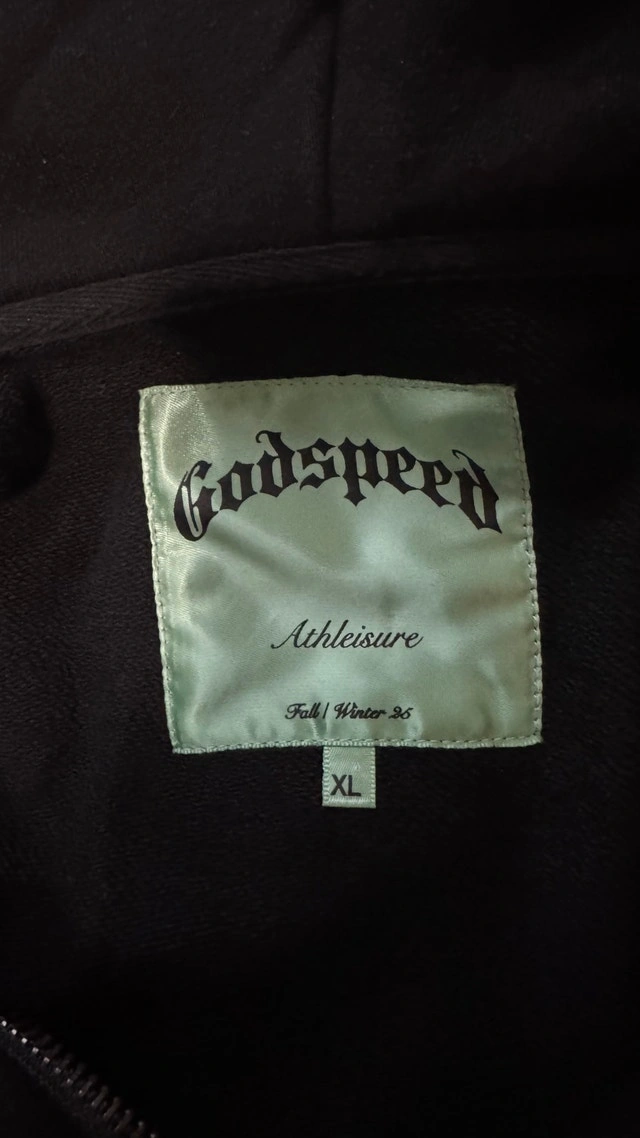 Godspeed
Athleisure
Fall / Winter 25
XL